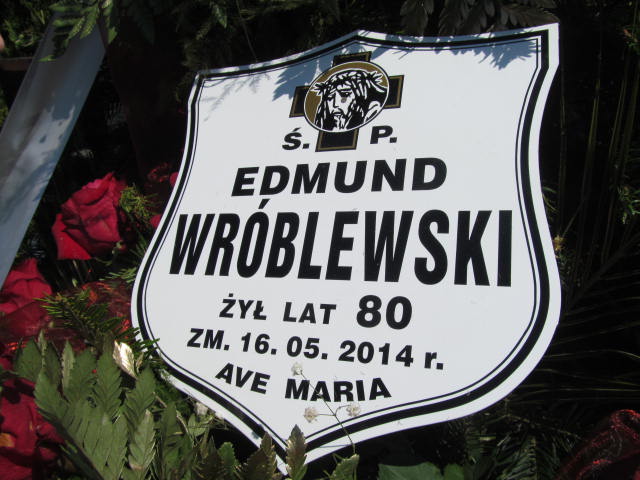 Ś. P.
EDMUND
WRÓBLEWSKI
ŻYŁ LAT 80
ZM. 16. 05. 2014 r.
AVE MARIA